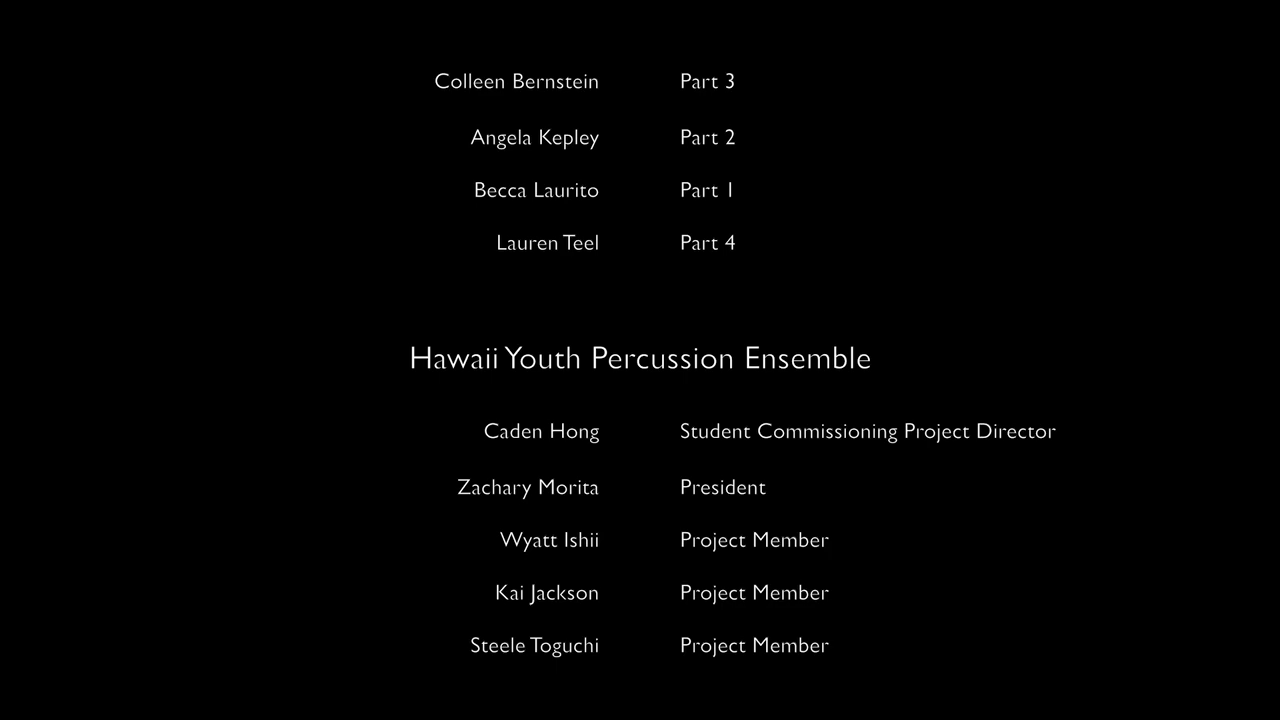 Colleen Bernstein Part 3
Angela Kepley Part 2
Becca Laurito Part 1
Lauren Teel Part 4
Hawaii Youth Percussion Ensemble
Caden Hong Student Commissioning Project Director
Zachary Morita President
Wyatt Ishii Project Member
Kai Jackson Project Member
Steele Toguchi Project Member